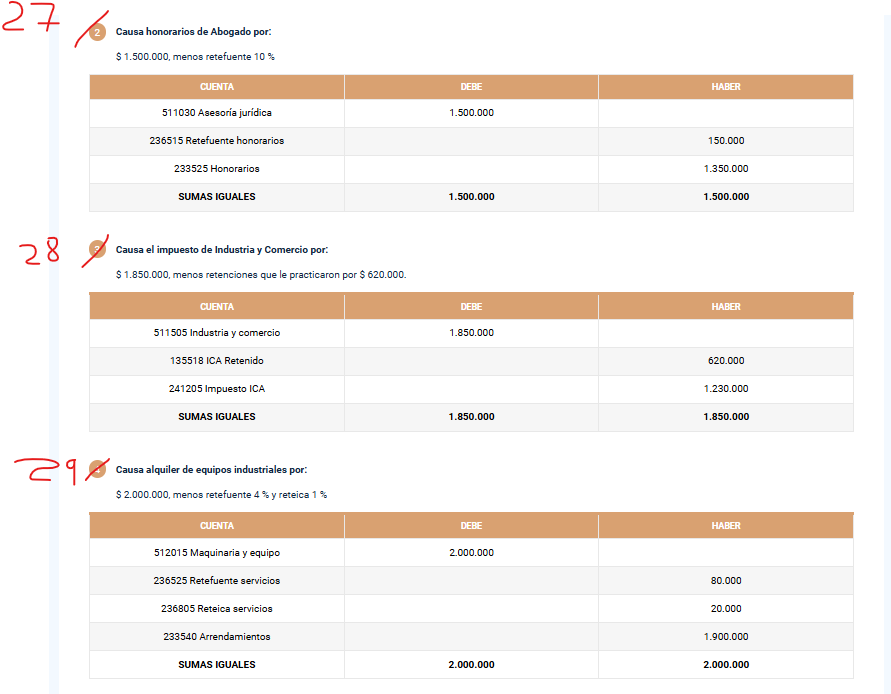 27
2 Causa honorarios de Abogado por:
$ 1.500.000, menos retefuente 10 %
CUENTA DEBE HABER
511030 Asesoría jurídica 1.500.000
236515 Retefuente honorarios 150.000
233525 Honorarios 1.350.000
SUMAS IGUALES 1.500.000 1.500.000
28
Causa el impuesto de Industria y Comercio por:
$ 1.850.000, menos retenciones que le practicaron por $ 620.000.
CUENTA DEBE HABER
511505 Industria y comercio 1.850.000
135518 ICA Retenido 620.000
241205 Impuesto ICA 1.230.000
SUMAS IGUALES 1.850.000 1.850.000
29
Causa alquiler de equipos industriales por:
$ 2.000.000, menos retefuente 4 % y reteica 1 %
CUENTA DEBE HABER
512015 Maquinaria y equipo 2.000.000
236525 Retefuente servicios 80.000
236805 Reteica servicios 20.000
233540 Arrendamientos 1.900.000
SUMAS IGUALES 2.000.000 2.000.000